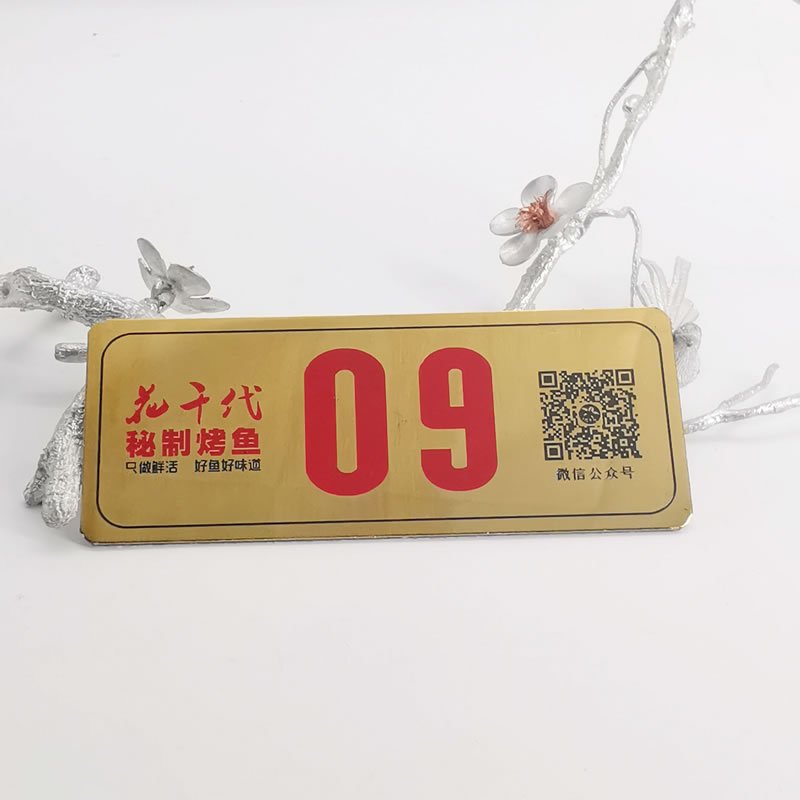 花千代
秘制烤鱼
只做鲜活 好鱼好味道
09
微信公众号